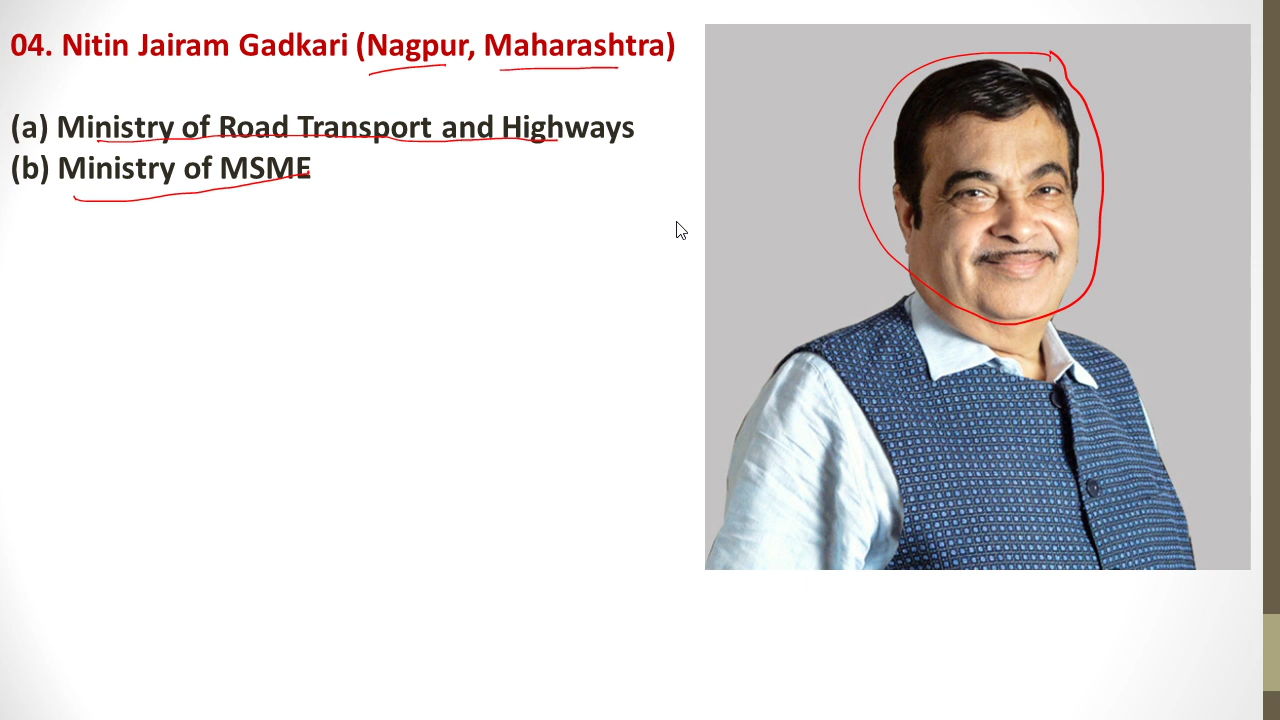 04. Nitin Jairam Gadkari (Nagpur, Maharashtra)
(a) Ministry of Road Transport and Highways
(b) Ministry of MSME